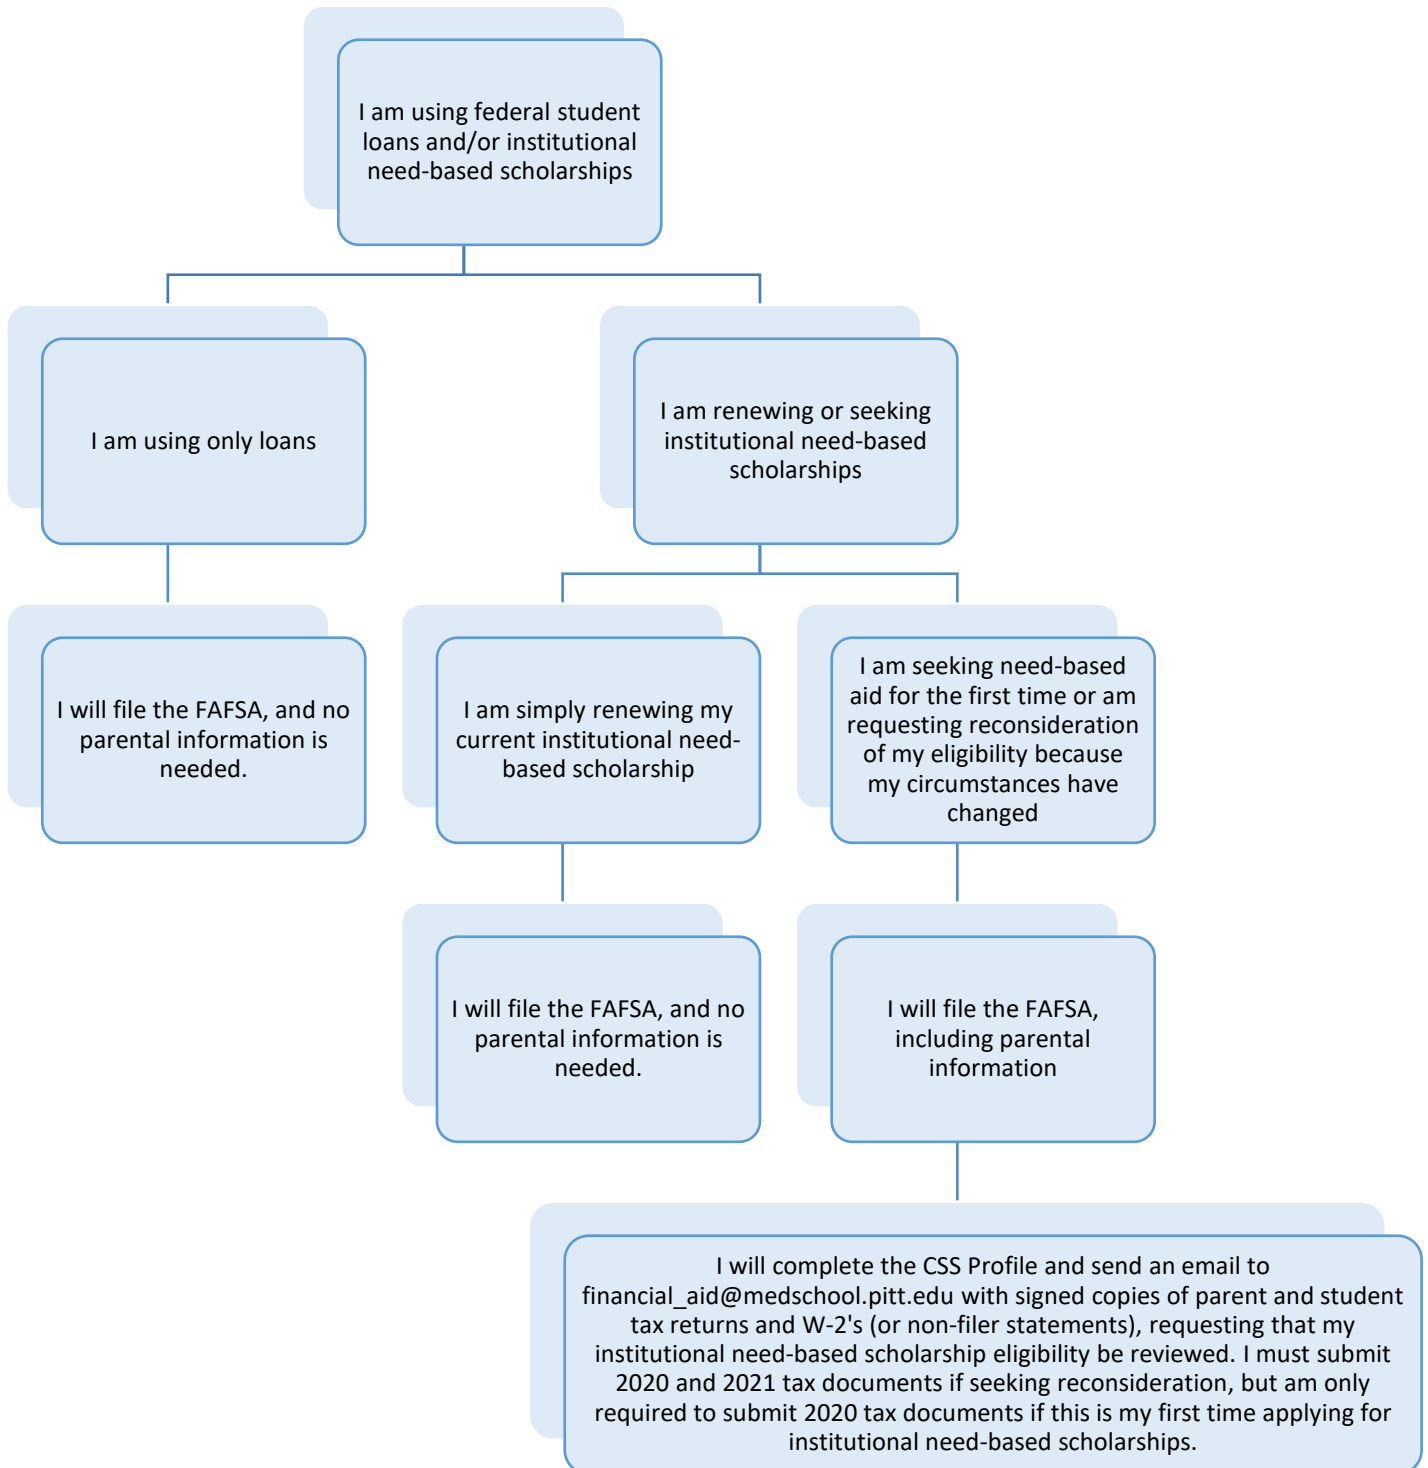 I am using federal student
loans and/or institutional
need-based scholarships
I am using only loans
I am renewing or seeking
institutional need-based
scholarships
I will file the FAFSA, and no
parental information is
needed.
I am simply renewing my
current institutional need-
based scholarship
I am seeking need-based
aid for the first time or am
requesting reconsideration
of my eligibility because
my circumstances have
changed
I will file the FAFSA, and no
parental information is
needed.
I will file the FAFSA,
including parental
information
I will complete the CSS Profile and send an email to
financial_aid@medschool.pitt.edu with signed copies of parent and student
tax returns and W-2's (or non-filer statements), requesting that my
institutional need-based scholarship eligibility be reviewed. I must submit
2020 and 2021 tax documents if seeking reconsideration, but am only
required to submit 2020 tax documents if this is my first time applying for
institutional need-based scholarships.